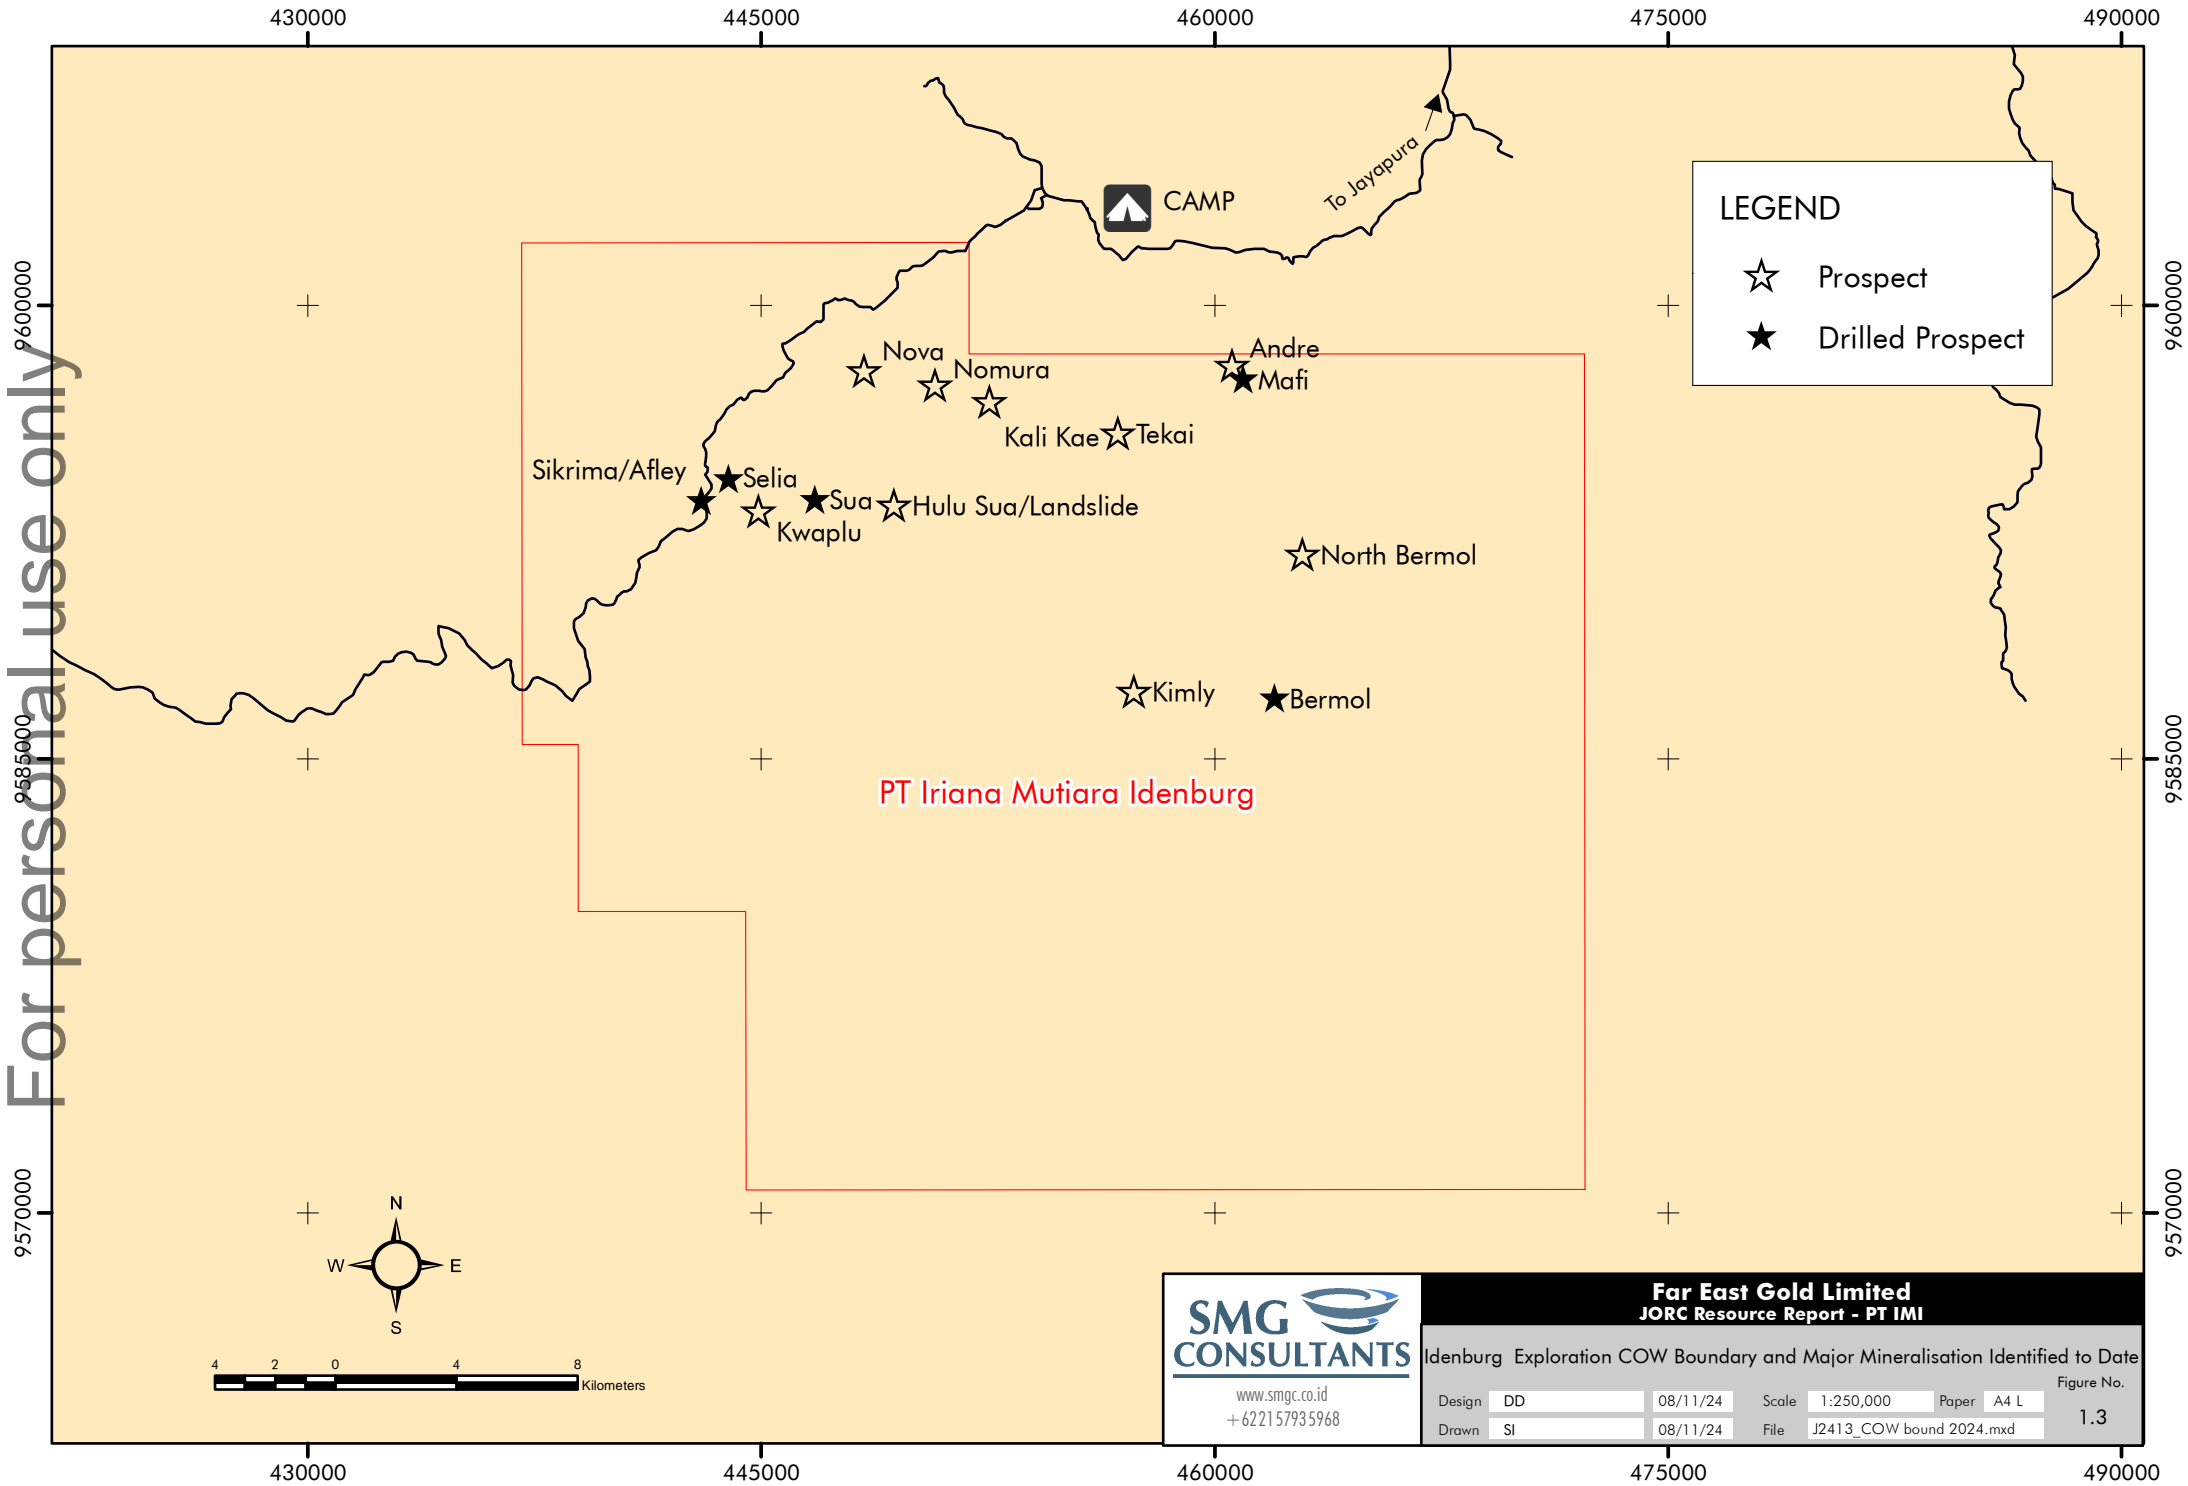 430000
445000
460000
475000
490000
9600000
9585000
9570000
9600000
9585000
9570000
For personal use only
To Jayapura
CAMP
LEGEND
Prospect
Drilled Prospect
Nova
Nomura
Andre
Mafi
Kali Kae
Tekai
Sikrima/Afley
Selia
Sua
Hulu Sua/Landslide
Kwaplu
North Bermol
Kimly
Bermol
PT Iriana Mutiara Idenburg
N
W
E
S
4 2 0 4 8
Kilometers
SMG
CONSULTANTS
www.smgc.co.id
+622157935968
Far East Gold Limited
JORC Resource Report - PT IMI
Idenburg Exploration COW Boundary and Major Mineralisation Identified to Date
Figure No.
1.3
Design DD 08/11/24 Scale 1:250,000 Paper A4 L
Drawn SI 08/11/24 File J2413_COW bound 2024.mxd
430000
445000
460000
475000
490000